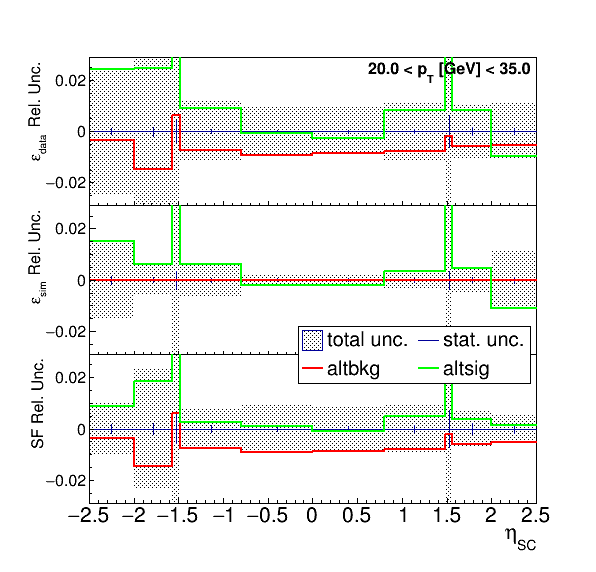 20.0 < p_T [GeV] < 35.0
ε_data Rel. Unc.
0.02
0
−0.02
ε_sim Rel. Unc.
0.02
0
−0.02
total unc. stat. unc.
altbkg altsig
SF Rel. Unc.
0.02
0
−0.02
−2.5 −2 −1.5 −1 −0.5 0 0.5 1 1.5 2 2.5
η_SC